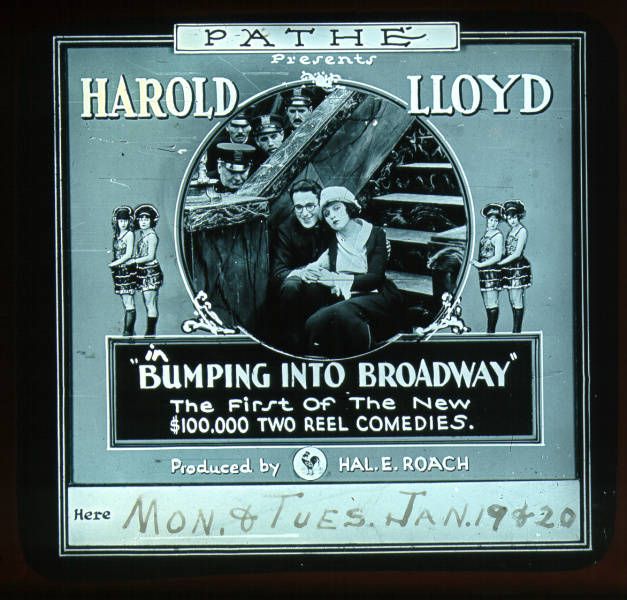 PATHÉ
Presents
HAROLD LLOYD
in
"BUMPING INTO BROADWAY"
The First Of The New
$100,000 TWO REEL COMEDIES.
Produced by HAL. E. ROACH
Here MON. & TUES. JAN. 19 & 20